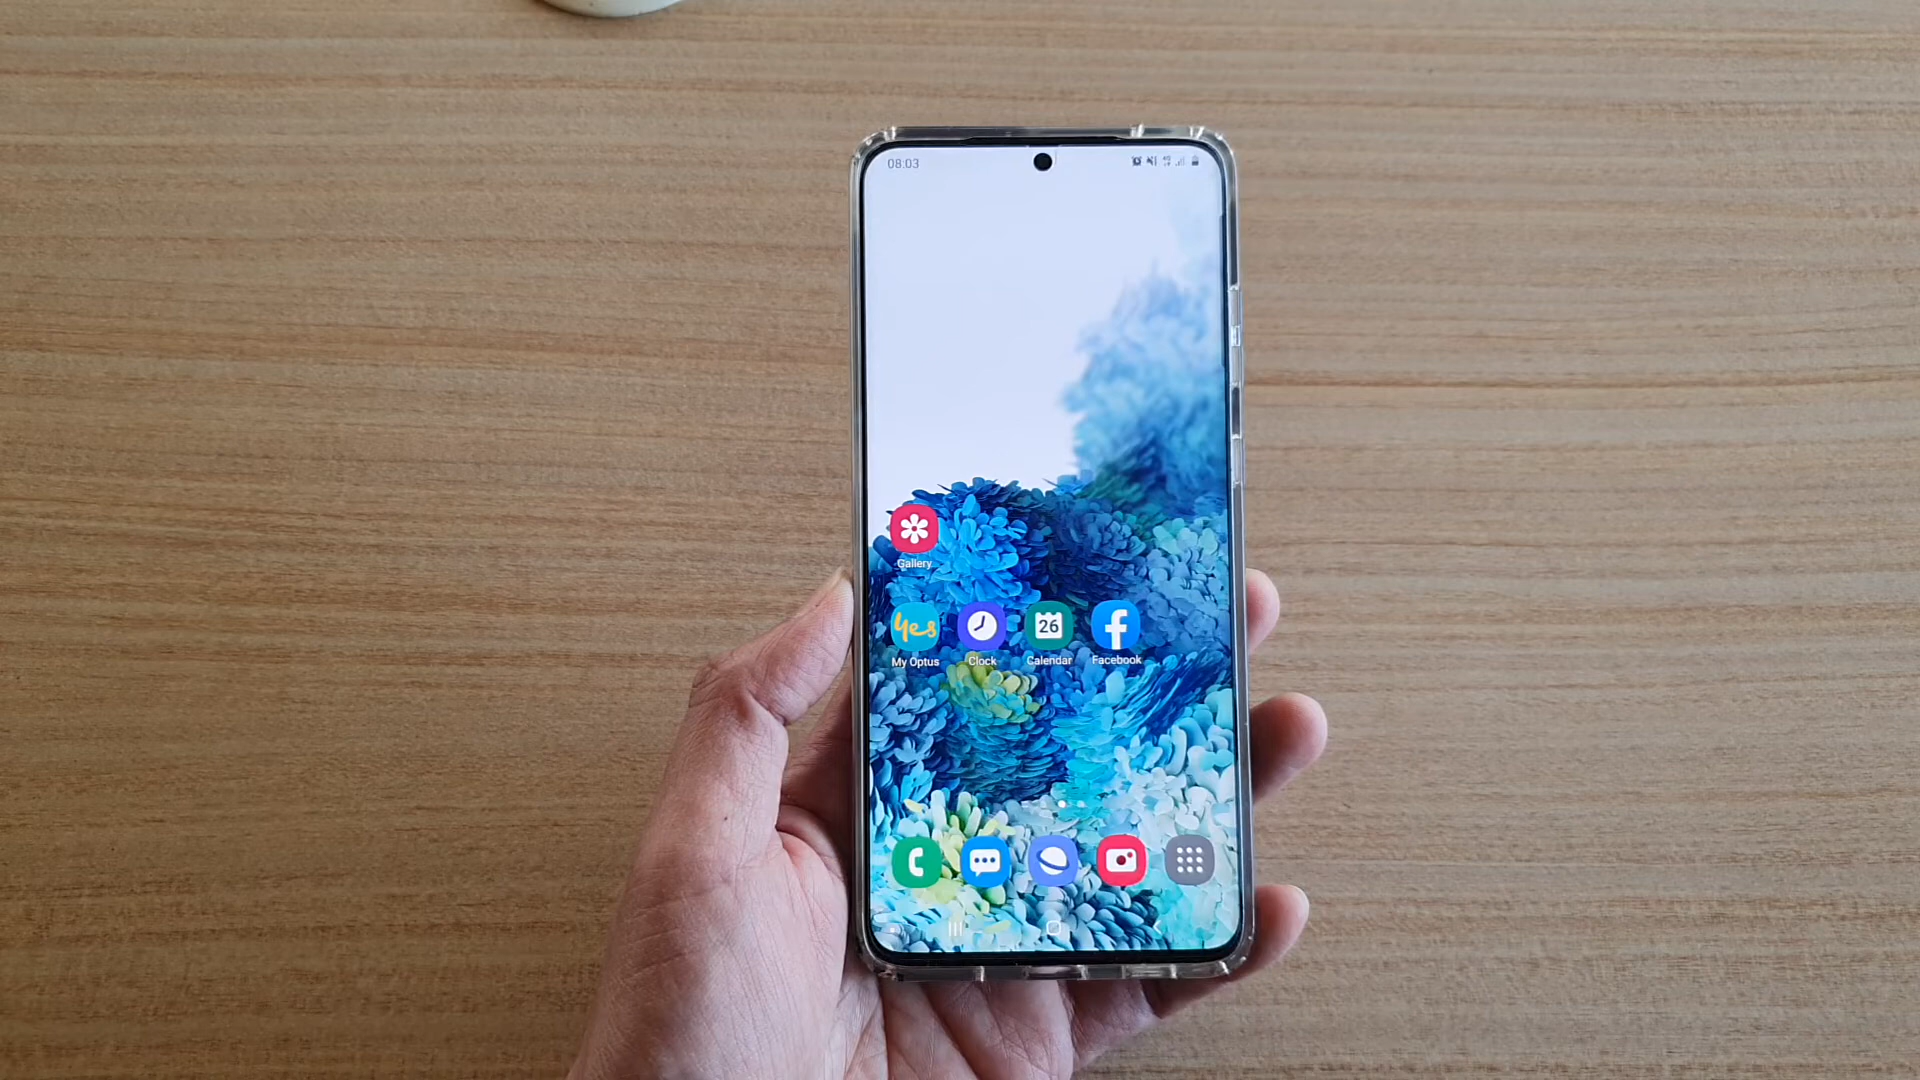 08:03
Gallery
yes
My Optus
Clock
26
Calendar
Facebook